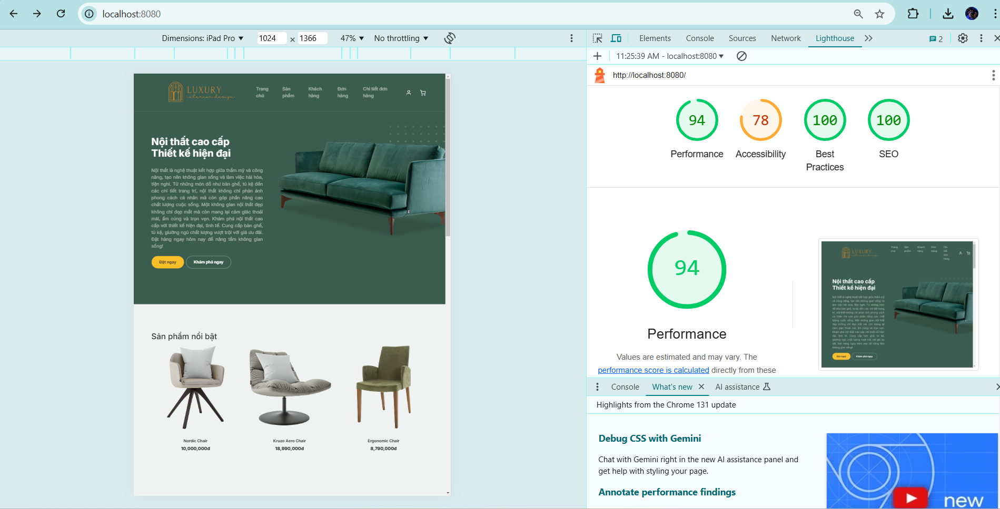 localhost:8080
Dimensions: iPad Pro ▼ 1024 × 1366 47% ▼ No throttling ▼
Elements Console Sources Network Lighthouse 2
11:25:39 AM - localhost:8080 ▼
http://localhost:8080/
LUXURY
interior design
Trang chủ
Sản phẩm
Khách hàng
Đơn hàng
Chi tiết đơn hàng
Nội thất cao cấp
Thiết kế hiện đại
Nội thất là nghệ thuật kết hợp giữa thẩm mỹ và công
năng, tạo nên không gian sống và làm việc hài hòa,
tiện nghi. Từ những món đồ như bàn ghế, tủ kệ đến
các chi tiết trang trí, nội thất không chỉ phản ánh
phong cách cá nhân mà còn góp phần nâng cao
chất lượng cuộc sống. Một không gian nội thất đẹp
không chỉ đẹp mắt mà còn mang lại cảm giác thoải
mái, ấm cúng và trọn vẹn. Khám phá nội thất cao
cấp với thiết kế hiện đại, tinh tế. Cung cấp bàn ghế,
tủ kệ, giường ngủ chất lượng vượt trội với giá ưu đãi.
Đặt hàng ngay hôm nay để nâng tầm không gian
sống!
Đặt ngay
Khám phá ngay
Sản phẩm nổi bật
Nordic Chair
10,000,000đ
Kruzo Aero Chair
18,990,000đ
Ergonomic Chair
8,790,000đ
94
Performance
78
Accessibility
100
Best
Practices
100
SEO
94
Performance
Values are estimated and may vary. The
performance score is calculated directly from these
LUXURY
interior design
Trang chủ
Sản phẩm
Khách hàng
Đơn hàng
Chi tiết đơn hàng
Nội thất cao cấp
Thiết kế hiện đại
Đặt ngay
Khám phá ngay
Console What's new AI assistance
Highlights from the Chrome 131 update
Debug CSS with Gemini
Chat with Gemini right in the new AI assistance panel and
get help with styling your page.
Annotate performance findings
new